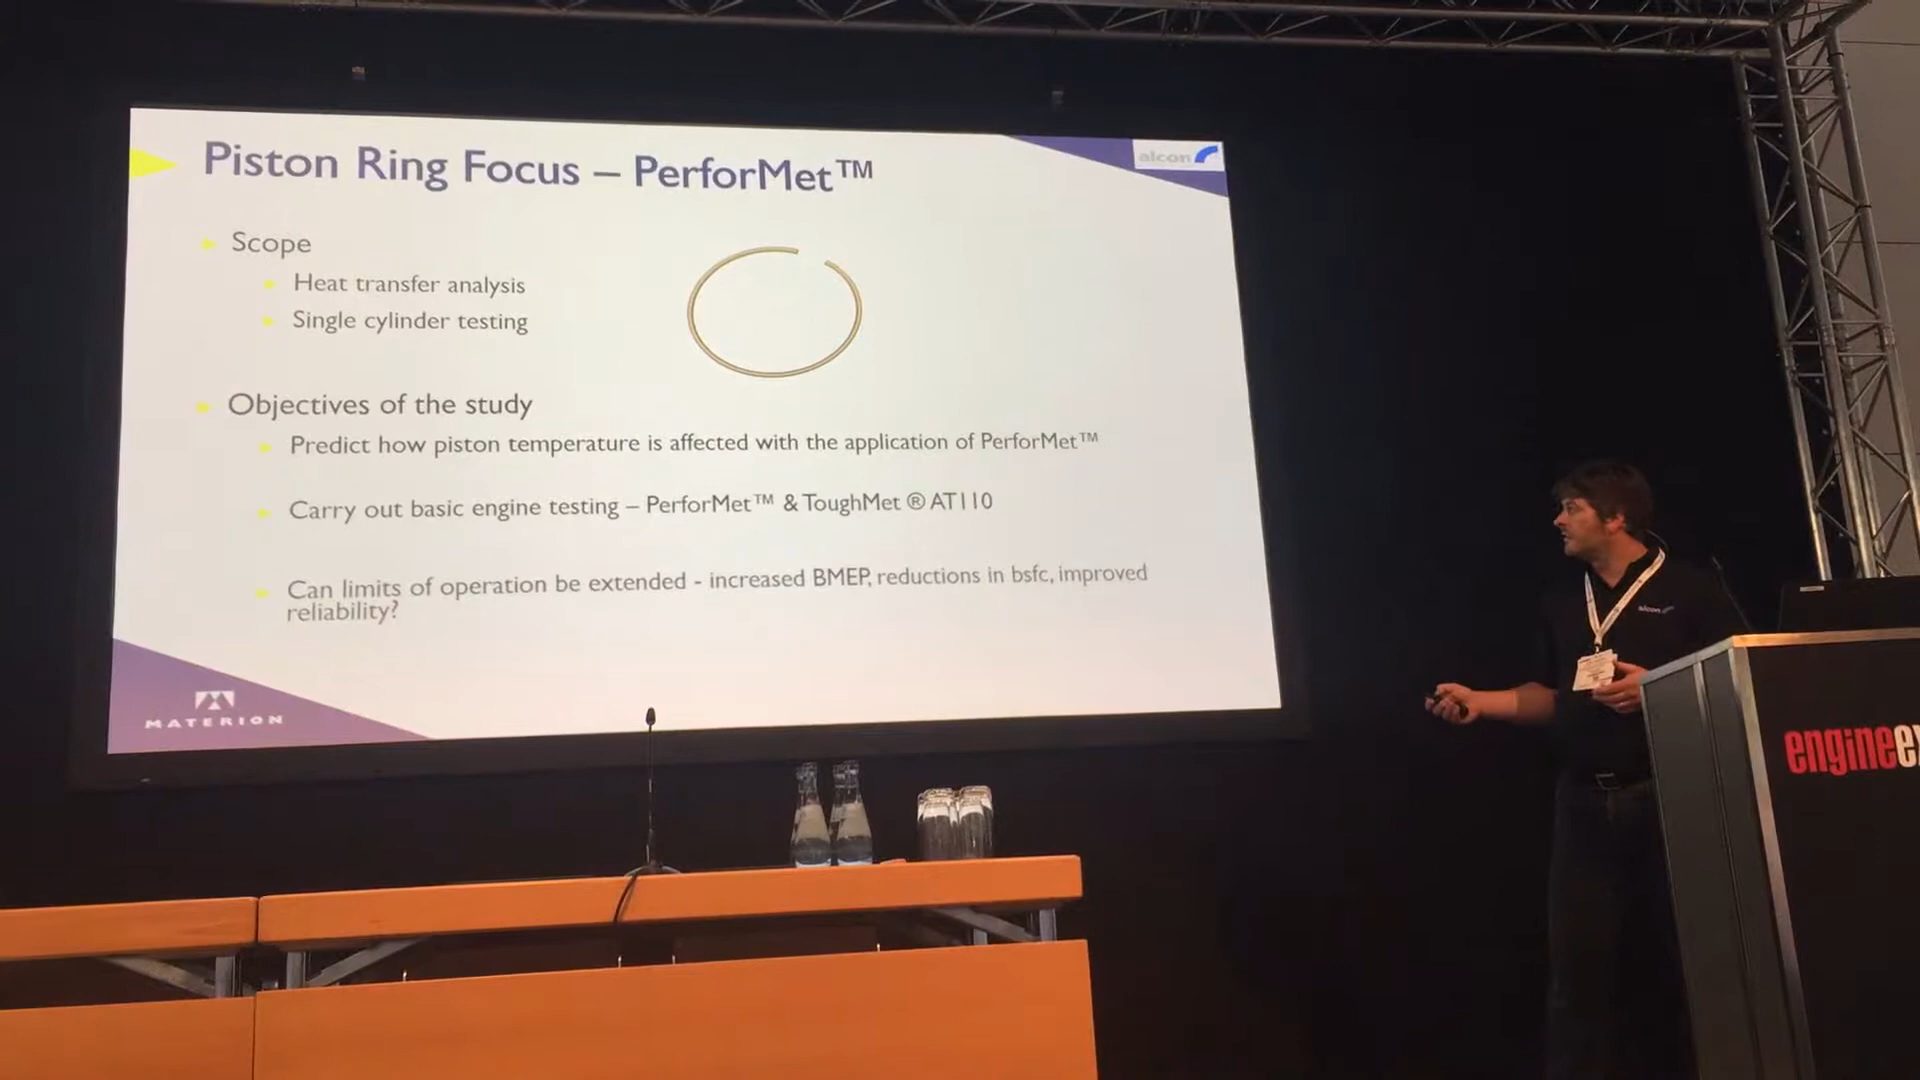 Piston Ring Focus – PerforMet™
alcon
Scope
Heat transfer analysis
Single cylinder testing
Objectives of the study
Predict how piston temperature is affected with the application of PerforMet™
Carry out basic engine testing – PerforMet™ & ToughMet ® AT110
Can limits of operation be extended - increased BMEP, reductions in bsfc, improved
reliability?
MATERION
alcon
engineex